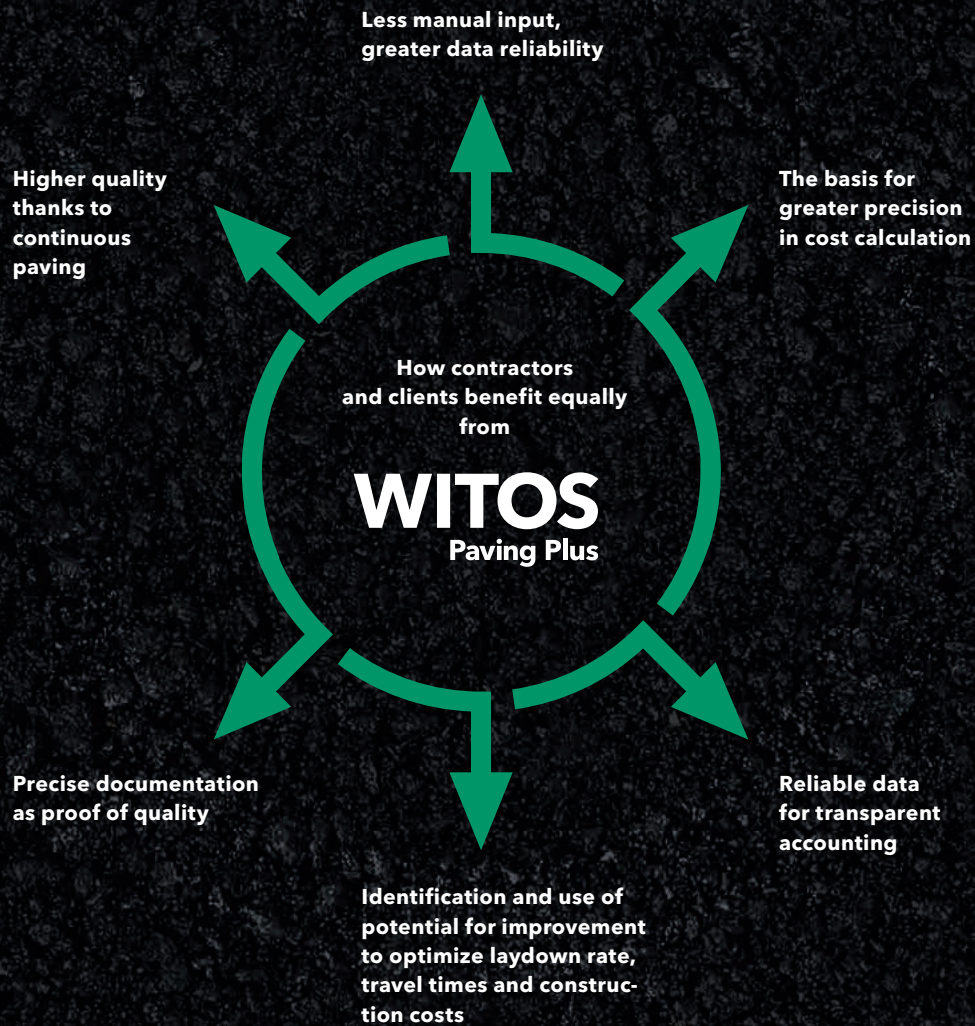 Less manual input,
greater data reliability
Higher quality
thanks to
continuous
paving
The basis for
greater precision
in cost calculation
How contractors
and clients benefit equally
from
WITOS
Paving Plus
Precise documentation
as proof of quality
Reliable data
for transparent
accounting
Identification and use of
potential for improvement
to optimize laydown rate,
travel times and construc-
tion costs